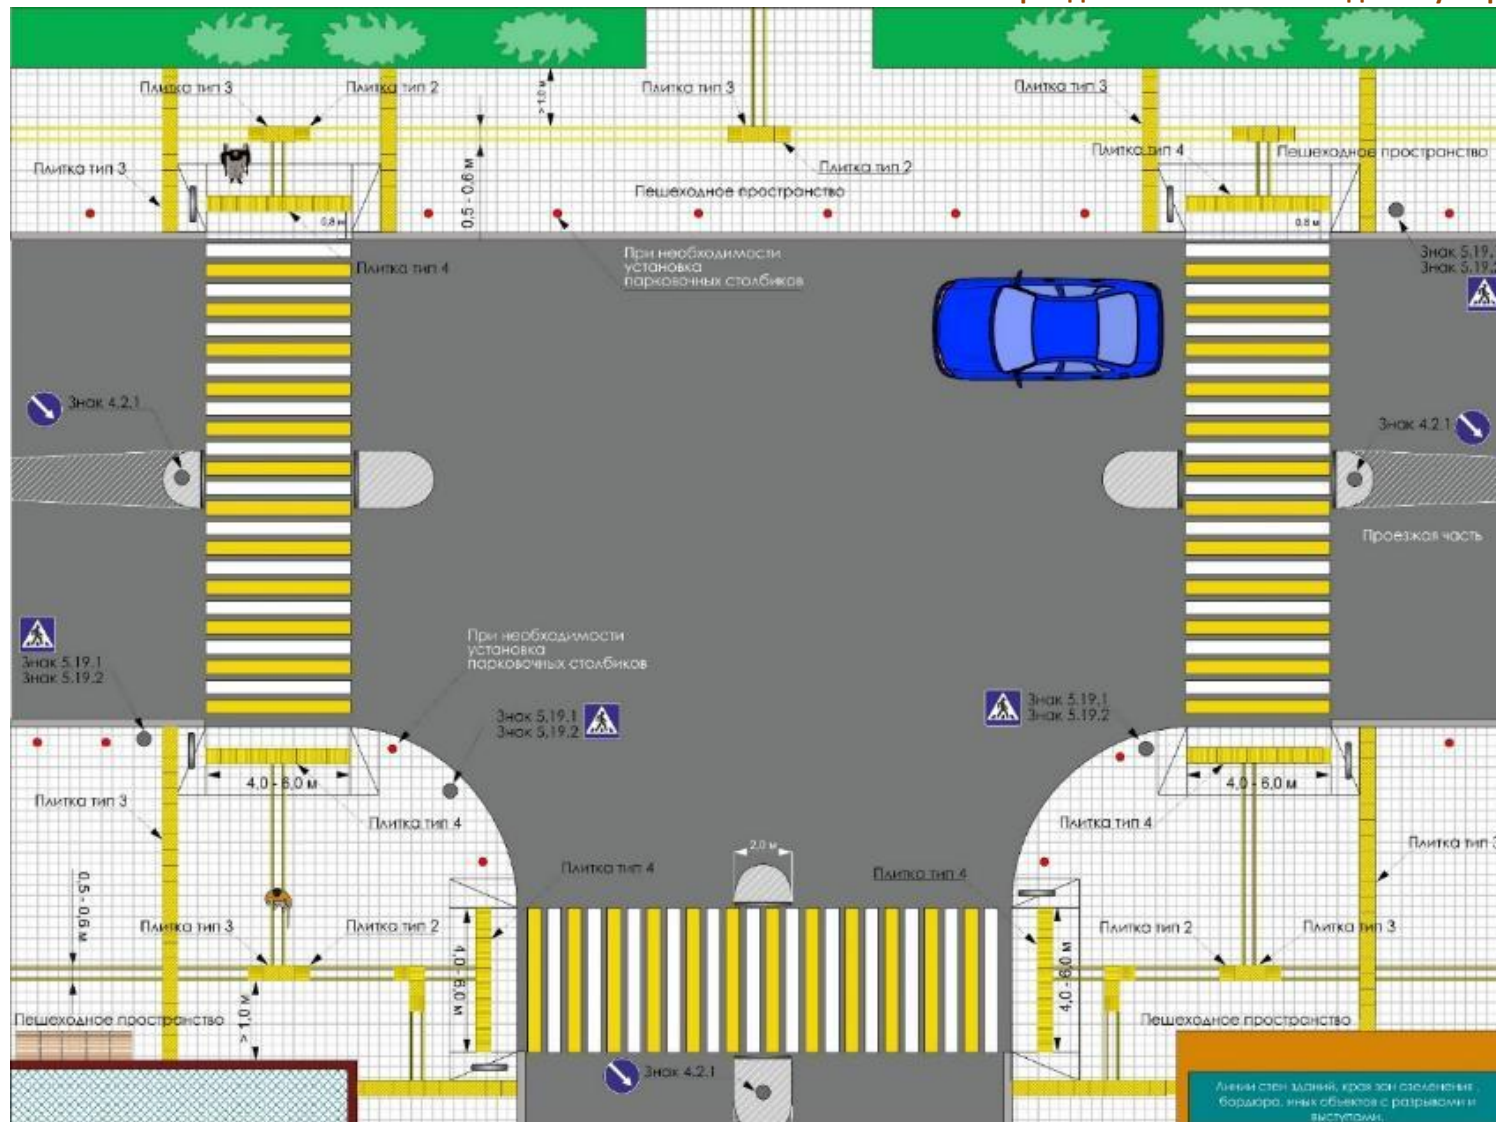 Плитка тип 3
Плитка тип 2
> 1,0 м
Плитка тип 3
Плитка тип 3
Плитка тип 3
0,5 - 0,6 м
Плитка тип 2
Плитка тип 4
Пешеходное пространство
Пешеходное пространство
0,8 м
0,8 м
Плитка тип 4
При необходимости
установка
парковочных столбиков
Знак 5.19.
Знак 5.19.2
Знак 4.2.1
Знак 4.2.1
Проезжая часть
При необходимости
установка
парковочных столбиков
Знак 5.19.1
Знак 5.19.2
Знак 5.19.1
Знак 5.19.2
Знак 5.19.1
Знак 5.19.2
4,0 - 6,0 м
4,0 - 6,0 м
Плитка тип 3
Плитка тип 4
2,0 м
Плитка тип 4
Плитка тип 3
Плитка тип 4
Плитка тип 4
0,5 - 0,6 м
Плитка тип 3
Плитка тип 2
4,0 - 6,0 м
4,0 - 6,0 м
Плитка тип 2
Плитка тип 3
Пешеходное пространство
> 1,0 м
Пешеходное пространство
Знак 4.2.1
Линии стен зданий, края зон озеленения,
бордюра, иных объектов с разрывами и
выступами.